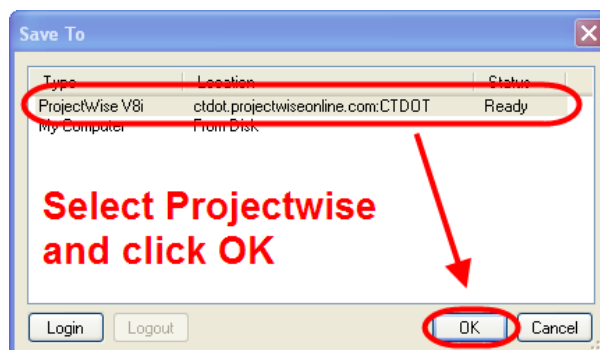 Save To
Type Location Status
ProjectWise V8i ctdot.projectwiseonline.com:CTDOT Ready
My Computer From Disk
Select Projectwise
and click OK
Login Logout OK Cancel